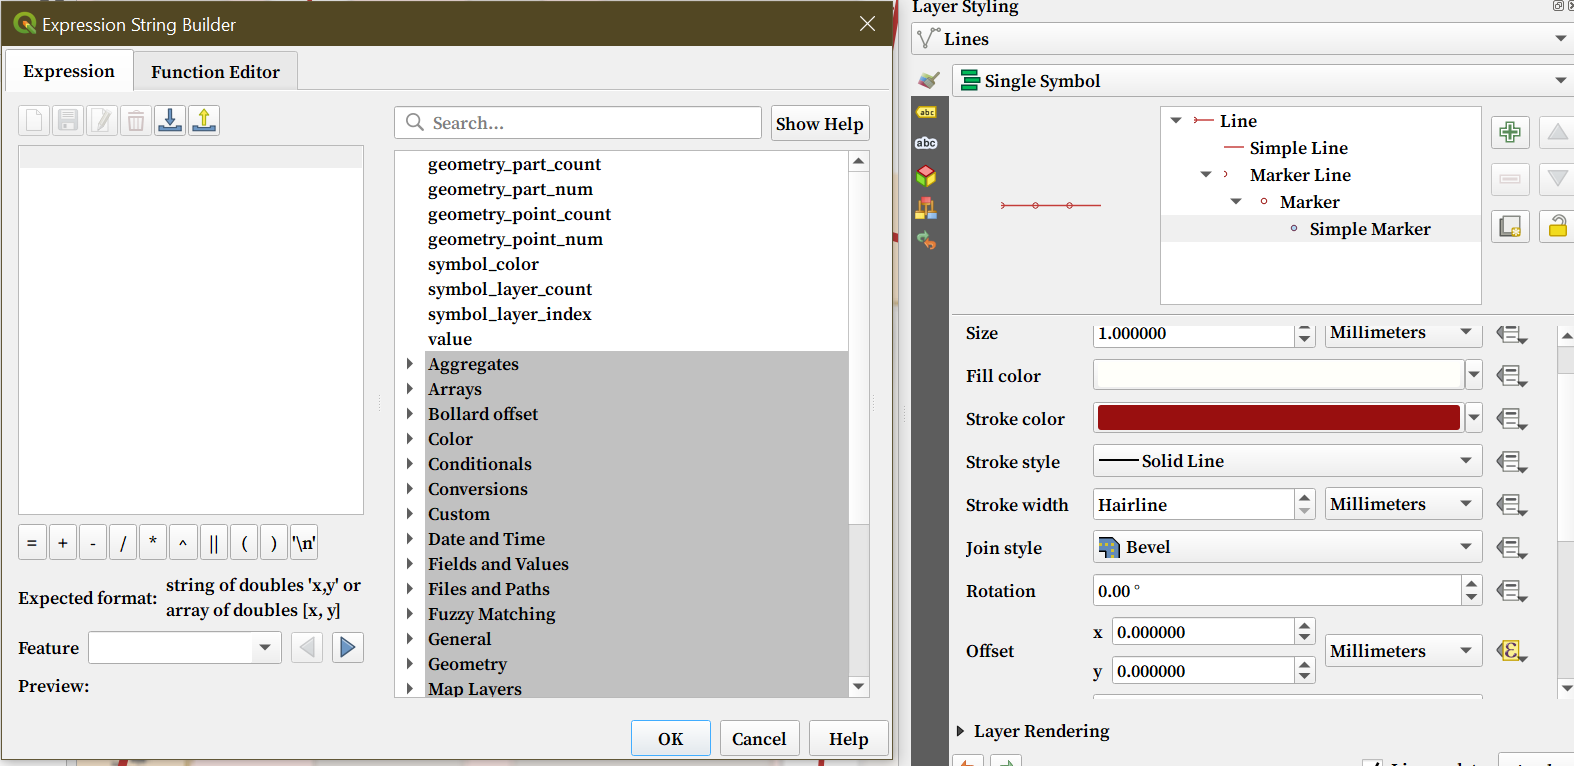 Expression String Builder
Expression
Function Editor
Search...
Show Help
geometry_part_count
geometry_part_num
geometry_point_count
geometry_point_num
symbol_color
symbol_layer_count
symbol_layer_index
value
Aggregates
Arrays
Bollard offset
Color
Conditionals
Conversions
Custom
Date and Time
Fields and Values
Files and Paths
Fuzzy Matching
General
Geometry
Map Layers
= + - / * ^ || ( ) '\n'
Expected format: string of doubles 'x,y' or
array of doubles [x, y]
Feature
Preview:
OK
Cancel
Help
Layer Styling
Lines
Single Symbol
abc
abc
Line
Simple Line
Marker Line
Marker
Simple Marker
Size 1.000000 Millimeters
Fill color
Stroke color
Stroke style Solid Line
Stroke width Hairline Millimeters
Join style Bevel
Rotation 0.00 °
x 0.000000
Offset Millimeters ε
y 0.000000
Layer Rendering